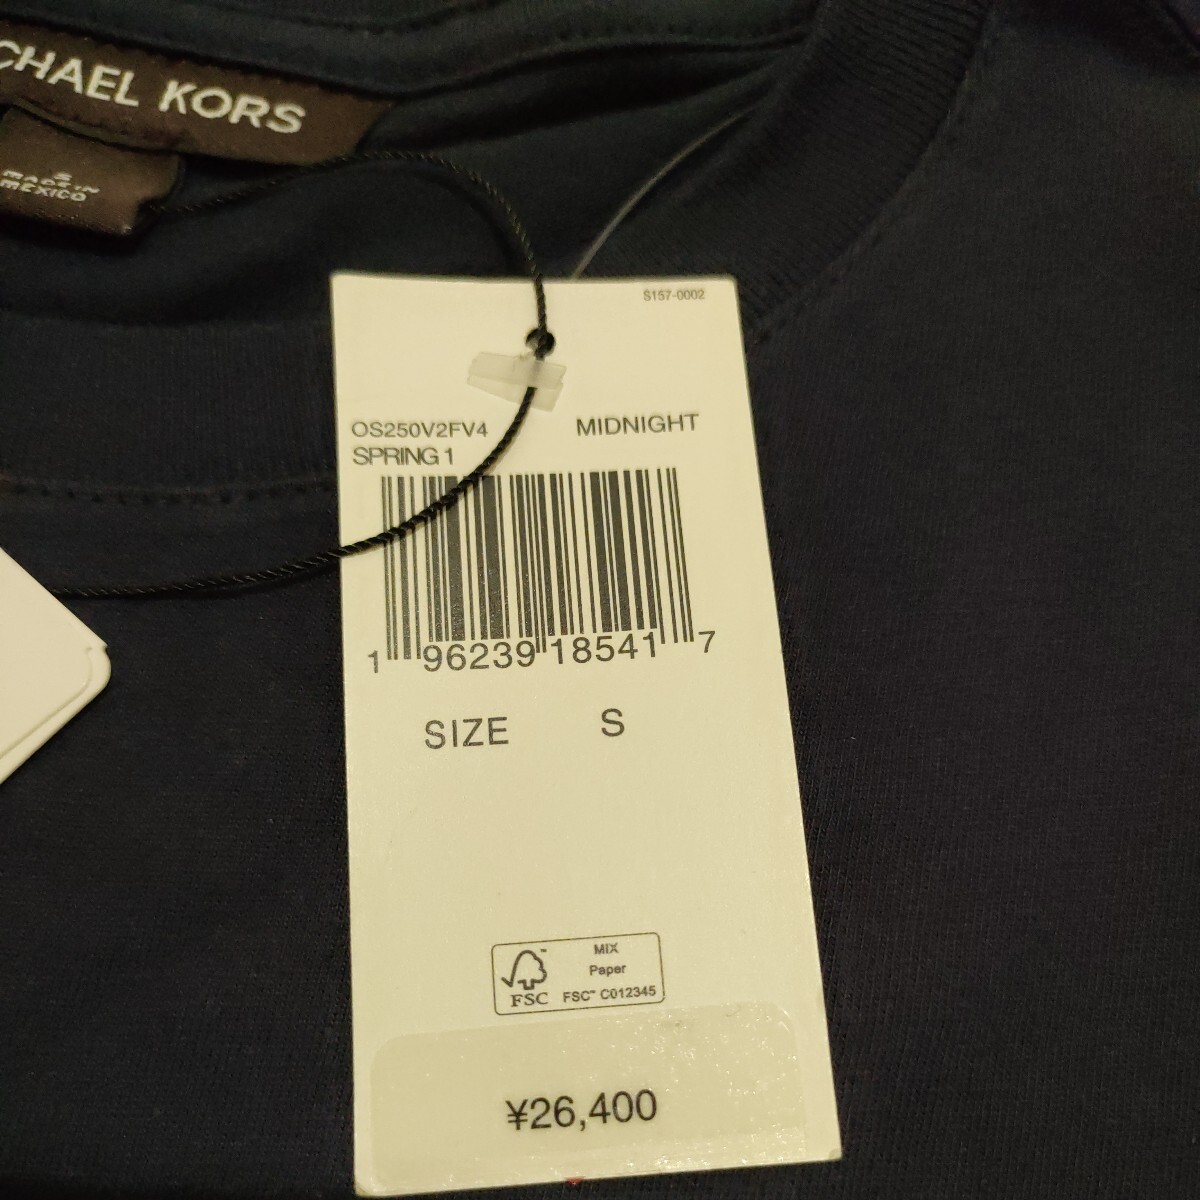 CHAEL KORS
S
MADE IN
MEXICO
S157-0002
OS250V2FV4 MIDNIGHT
SPRING 1
1 96239 18541 7
SIZE S
MIX
Paper
FSC™ C012345
FSC
¥26,400